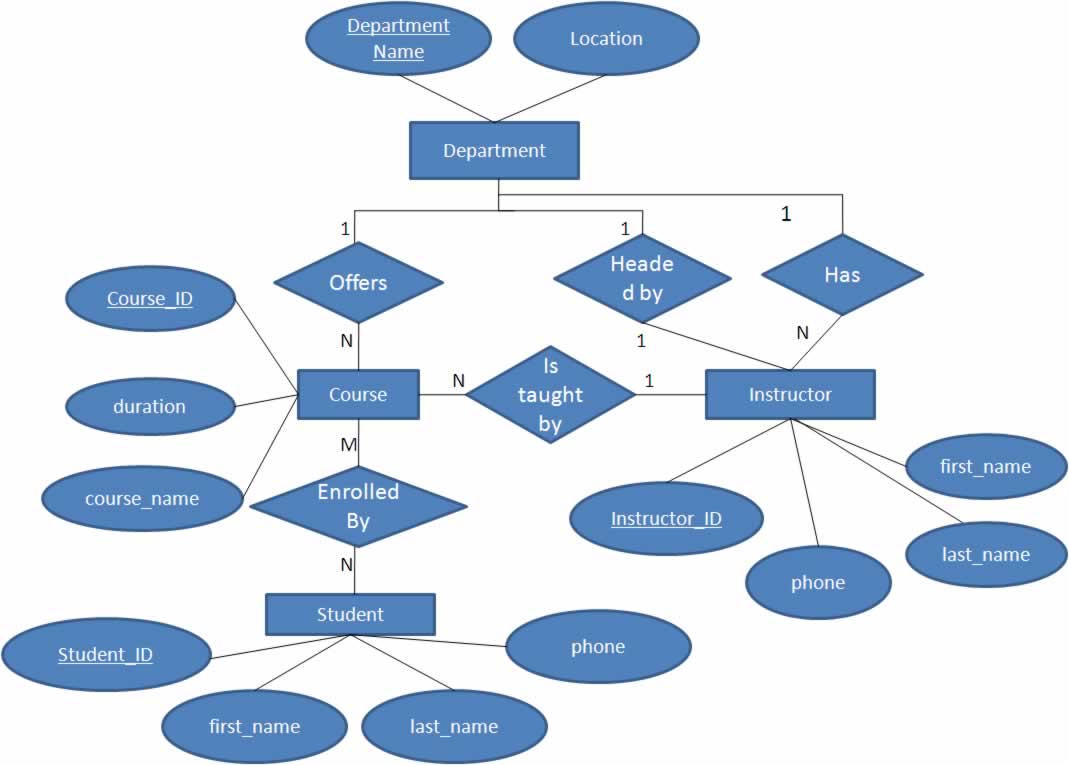 Department
Name
Location
Department
1
1
1
Offers
Heade
d by
Has
Course_ID
N
1
N
duration
Course
N
Is
taught
by
1
Instructor
M
course_name
Enrolled
By
first_name
Instructor_ID
last_name
phone
N
Student
Student_ID
phone
first_name
last_name